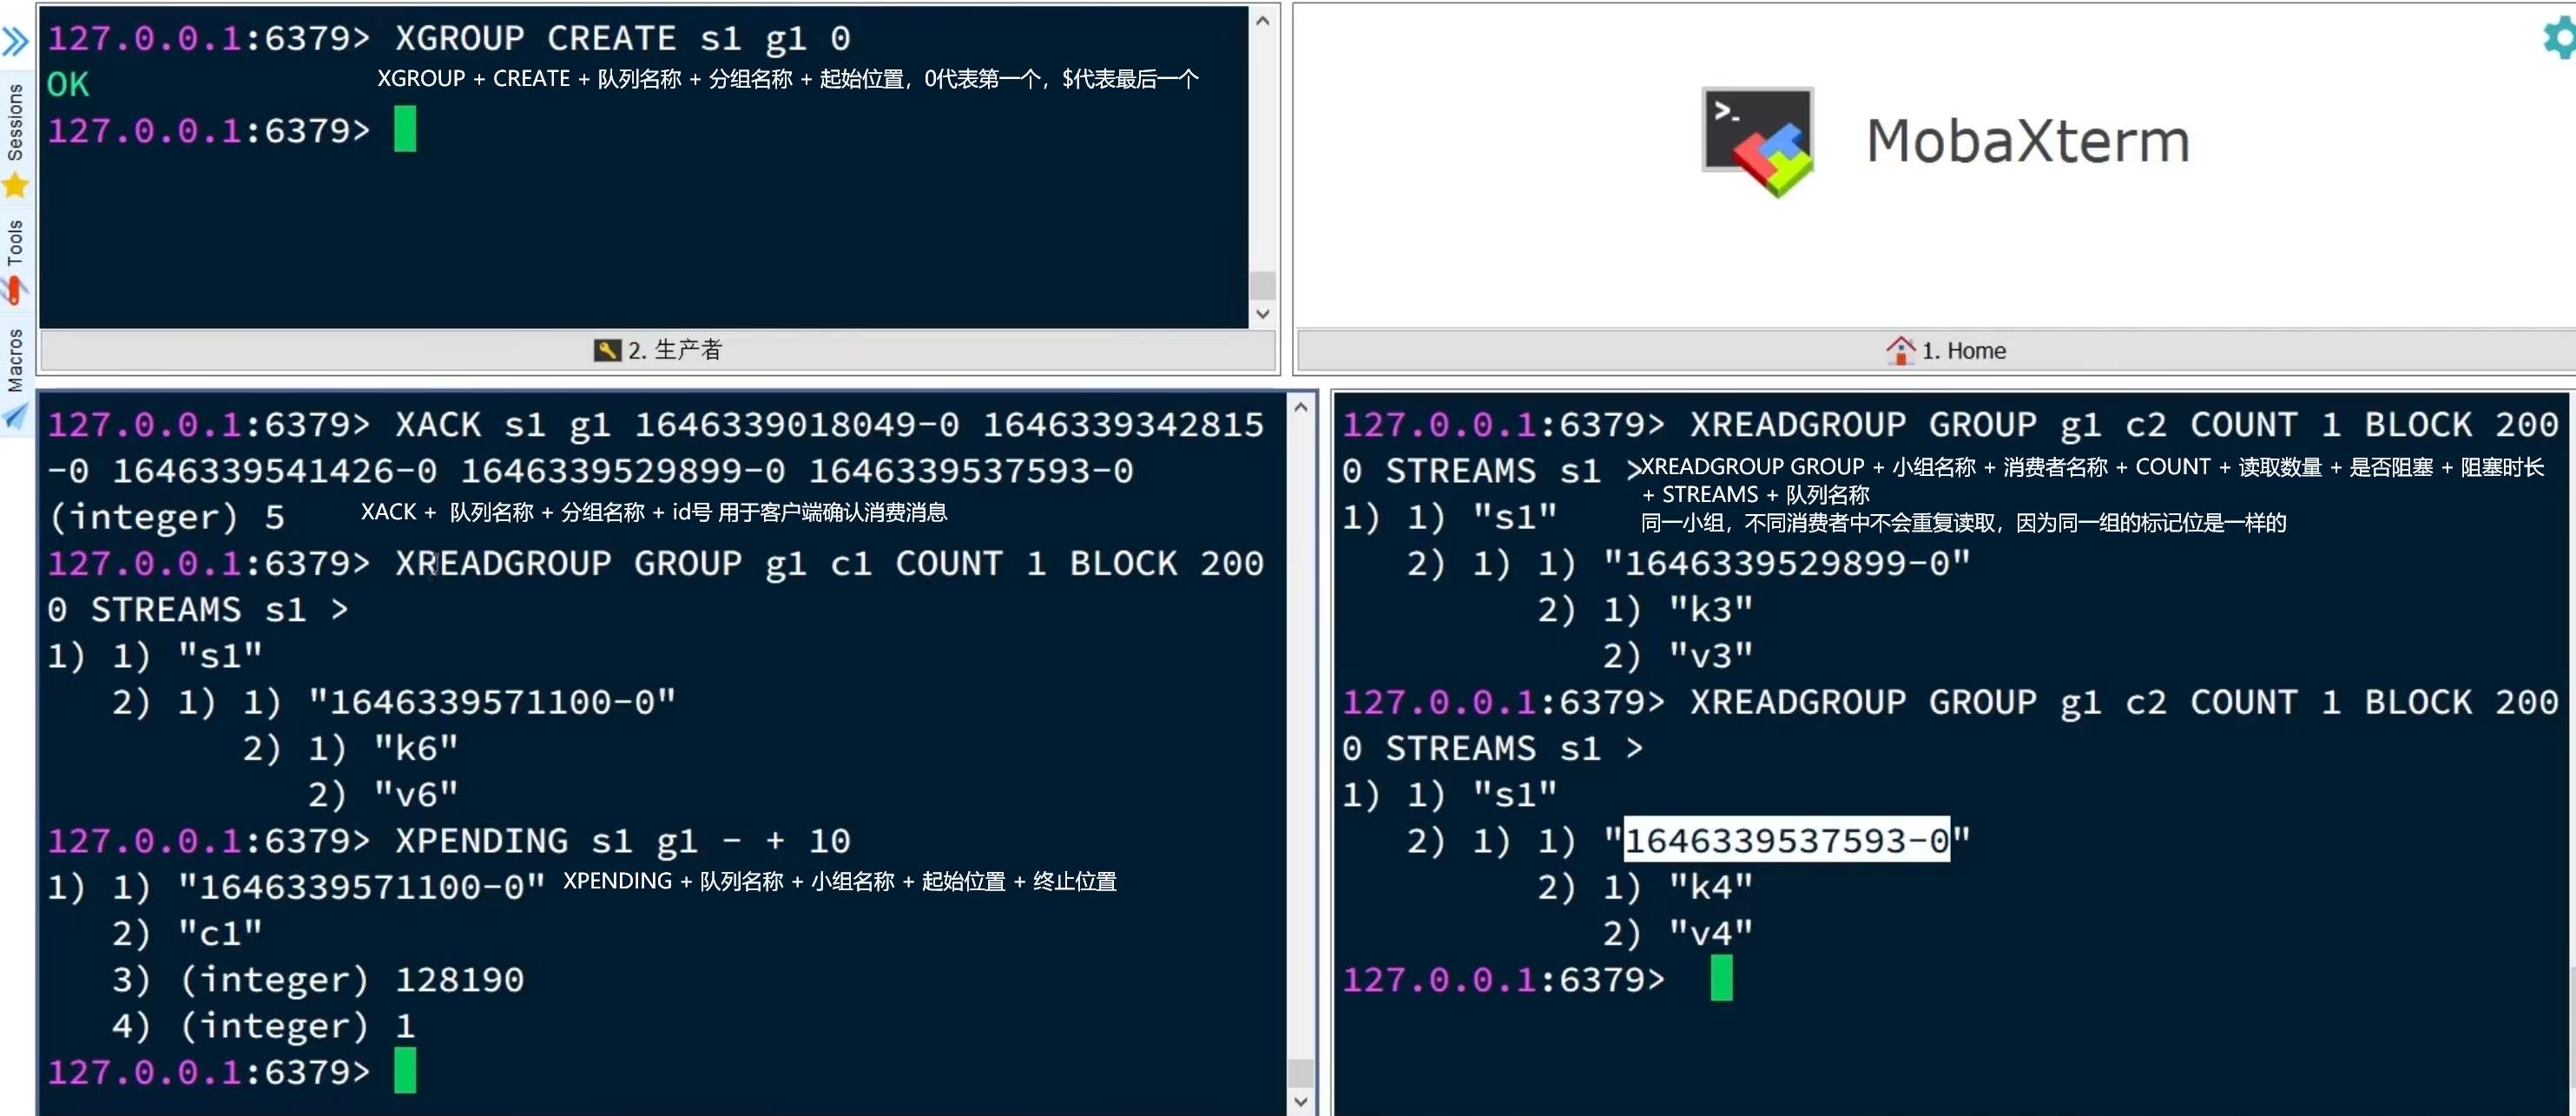 127.0.0.1:6379> XGROUP CREATE s1 g1 0
OK
XGROUP + CREATE + 队列名称 + 分组名称 + 起始位置，0代表第一个，$代表最后一个
127.0.0.1:6379>
Sessions
Tools
Macros
2. 生产者
MobaXterm
1. Home
127.0.0.1:6379> XACK s1 g1 1646339018049-0 1646339342815
-0 1646339541426-0 1646339529899-0 1646339537593-0
(integer) 5
XACK + 队列名称 + 分组名称 + id号 用于客户端确认消费消息
127.0.0.1:6379> XREADGROUP GROUP g1 c1 COUNT 1 BLOCK 200
0 STREAMS s1 >
1) 1) "s1"
2) 1) 1) "1646339571100-0"
2) 1) "k6"
2) "v6"
127.0.0.1:6379> XPENDING s1 g1 - + 10
1) 1) "1646339571100-0"
XPENDING + 队列名称 + 小组名称 + 起始位置 + 终止位置
2) "c1"
3) (integer) 128190
4) (integer) 1
127.0.0.1:6379>
127.0.0.1:6379> XREADGROUP GROUP g1 c2 COUNT 1 BLOCK 200
0 STREAMS s1 >
XREADGROUP GROUP + 小组名称 + 消费者名称 + COUNT + 读取数量 + 是否阻塞 + 阻塞时长
+ STREAMS + 队列名称
同一小组，不同消费者中不会重复读取，因为同一组的标记位是一样的
1) 1) "s1"
2) 1) 1) "1646339529899-0"
2) 1) "k3"
2) "v3"
127.0.0.1:6379> XREADGROUP GROUP g1 c2 COUNT 1 BLOCK 200
0 STREAMS s1 >
1) 1) "s1"
2) 1) 1) "1646339537593-0"
2) 1) "k4"
2) "v4"
127.0.0.1:6379>